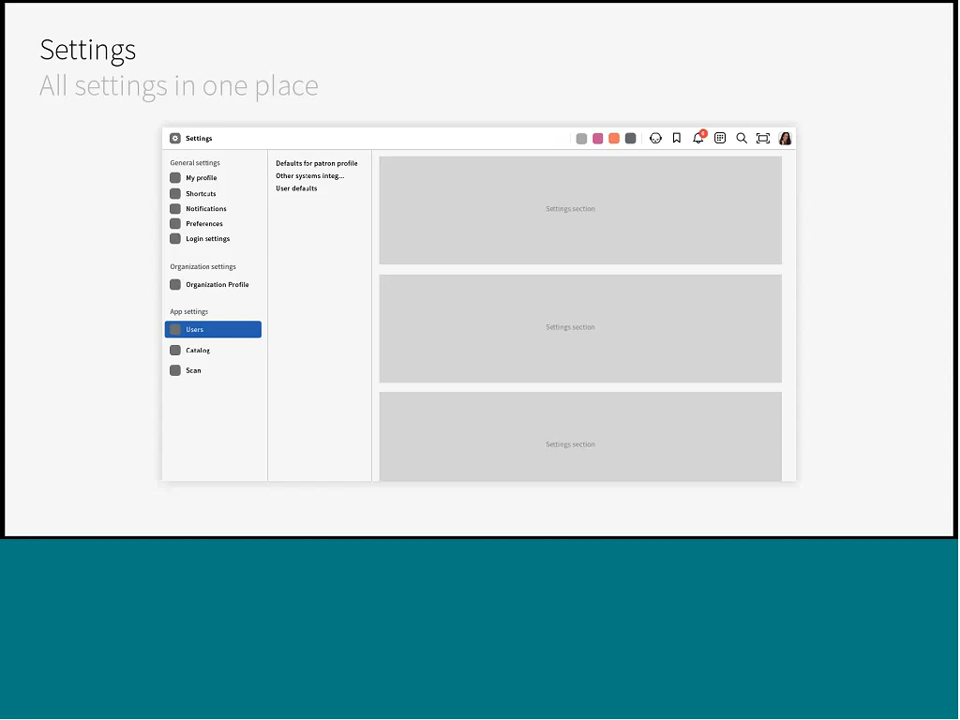 Settings
All settings in one place
Settings
6
General settings
My profile
Shortcuts
Notifications
Preferences
Login settings
Organization settings
Organization Profile
App settings
Users
Catalog
Scan
Defaults for patron profile
Other systems integ...
User defaults
Settings section
Settings section
Settings section